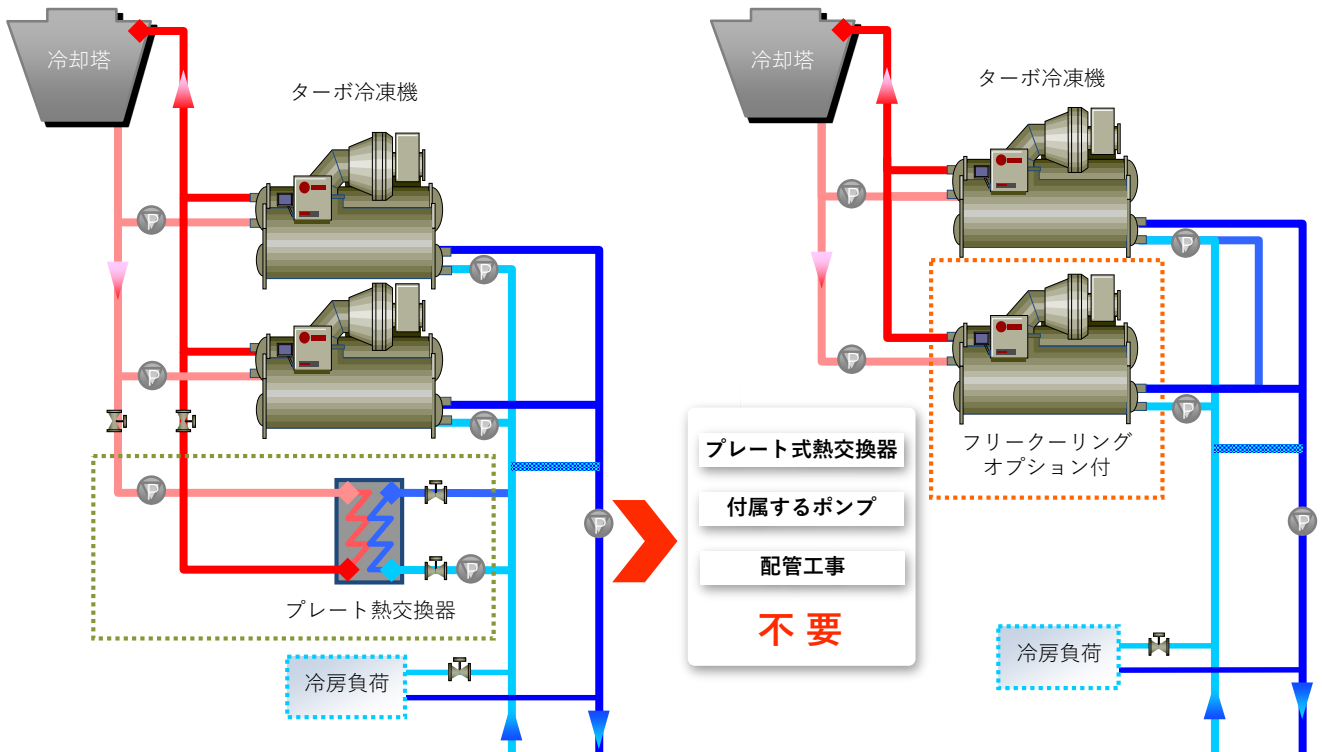 冷却塔
ターボ冷凍機
プレート熱交換器
冷房負荷
プレート式熱交換器
付属するポンプ
配管工事
不要
冷却塔
ターボ冷凍機
フリークーリング
オプション付
冷房負荷
P
P
P
P
P
P
P
P
P
P
P
P